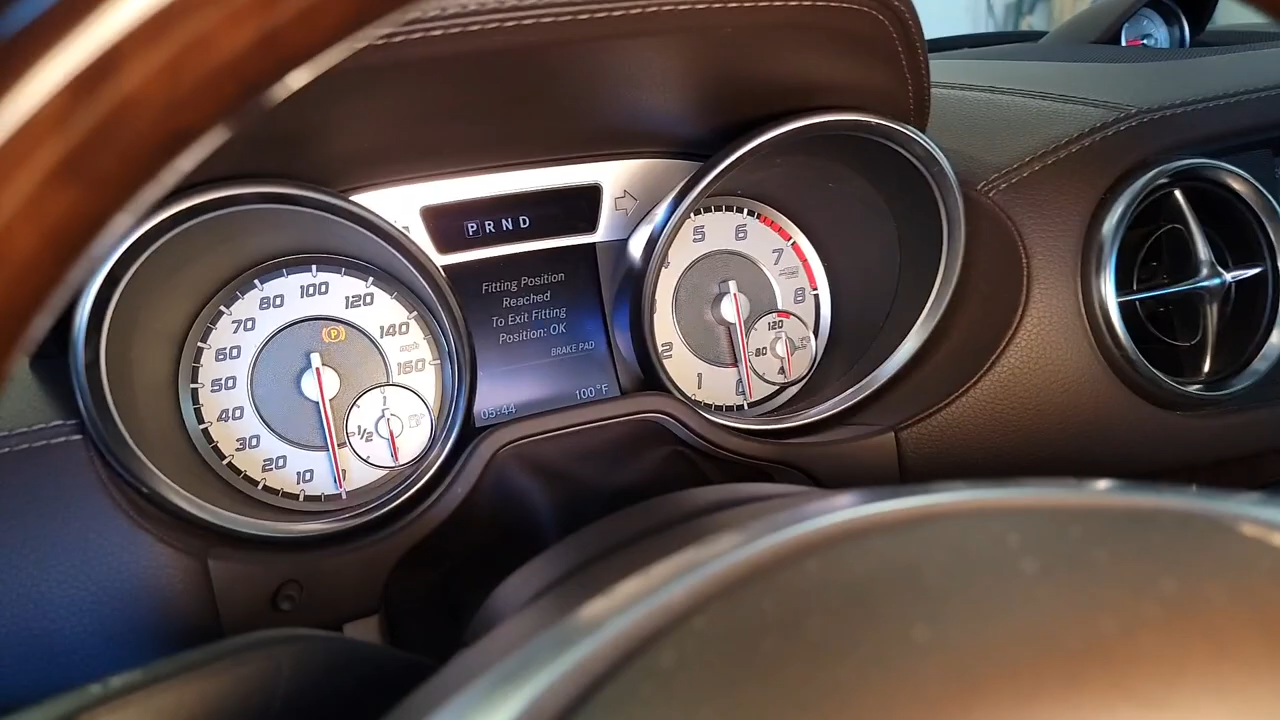 PRND
Fitting Position
Reached
To Exit Fitting
Position: OK
BRAKE PAD
05:44 100°F
10 20 30 40 50 60 70 80 100 120 140 160
mph
(P)
1/2 1
1 2 5 6 7 8
0
120
80